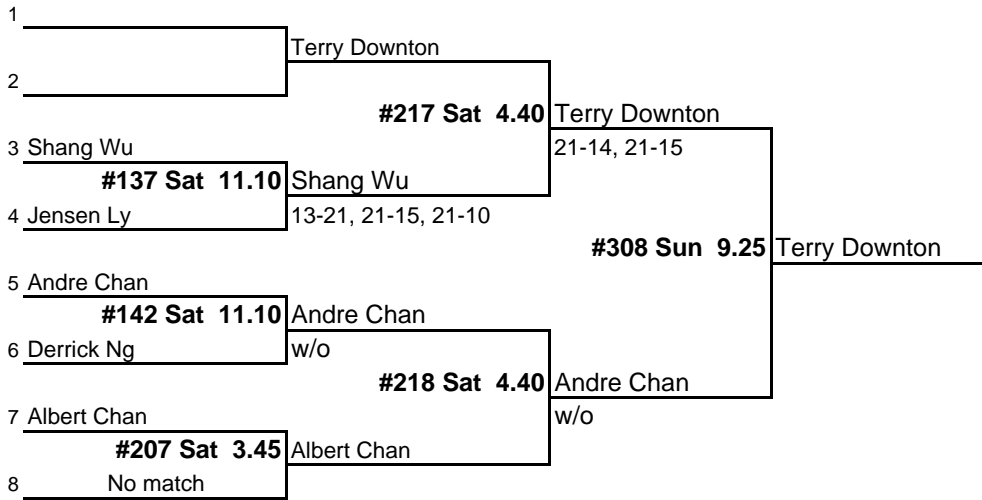 1
Terry Downton
2
#217 Sat 4.40 Terry Downton
3 Shang Wu
21-14, 21-15
#137 Sat 11.10 Shang Wu
4 Jensen Ly
13-21, 21-15, 21-10
#308 Sun 9.25 Terry Downton
5 Andre Chan
#142 Sat 11.10 Andre Chan
6 Derrick Ng
w/o
#218 Sat 4.40 Andre Chan
7 Albert Chan
w/o
#207 Sat 3.45 Albert Chan
8 No match